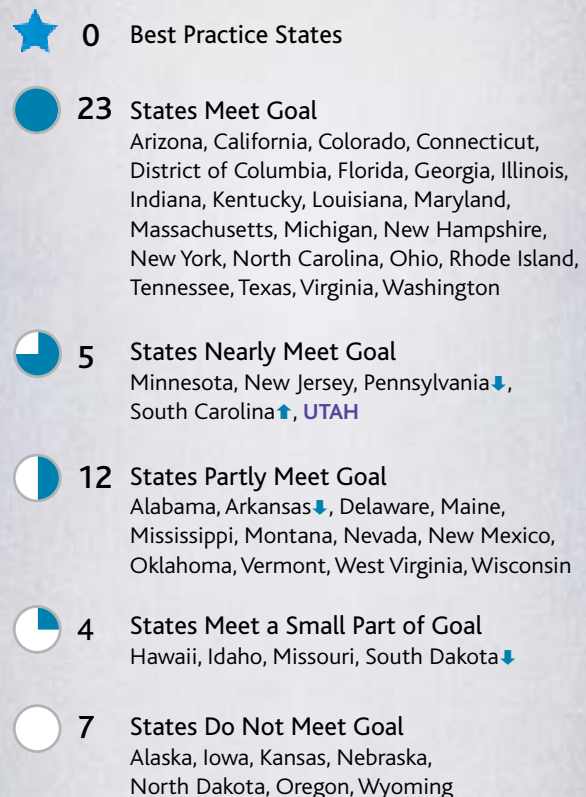 0 Best Practice States
23 States Meet Goal
Arizona, California, Colorado, Connecticut,
District of Columbia, Florida, Georgia, Illinois,
Indiana, Kentucky, Louisiana, Maryland,
Massachusetts, Michigan, New Hampshire,
New York, North Carolina, Ohio, Rhode Island,
Tennessee, Texas, Virginia, Washington
5 States Nearly Meet Goal
Minnesota, New Jersey, Pennsylvania⬇,
South Carolina⬆, UTAH
12 States Partly Meet Goal
Alabama, Arkansas⬇, Delaware, Maine,
Mississippi, Montana, Nevada, New Mexico,
Oklahoma, Vermont, West Virginia, Wisconsin
4 States Meet a Small Part of Goal
Hawaii, Idaho, Missouri, South Dakota⬇
7 States Do Not Meet Goal
Alaska, Iowa, Kansas, Nebraska,
North Dakota, Oregon, Wyoming